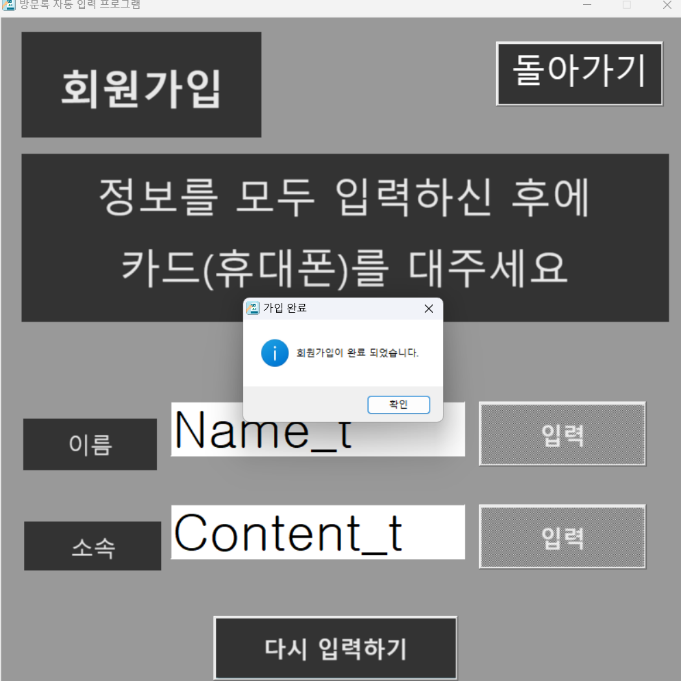 방문록 자동 입력 프로그램
회원가입
돌아가기
정보를 모두 입력하신 후에
카드(휴대폰)를 대주세요
가입 완료
회원가입이 완료 되었습니다.
확인
이름
Name_t
입력
소속
Content_t
입력
다시 입력하기